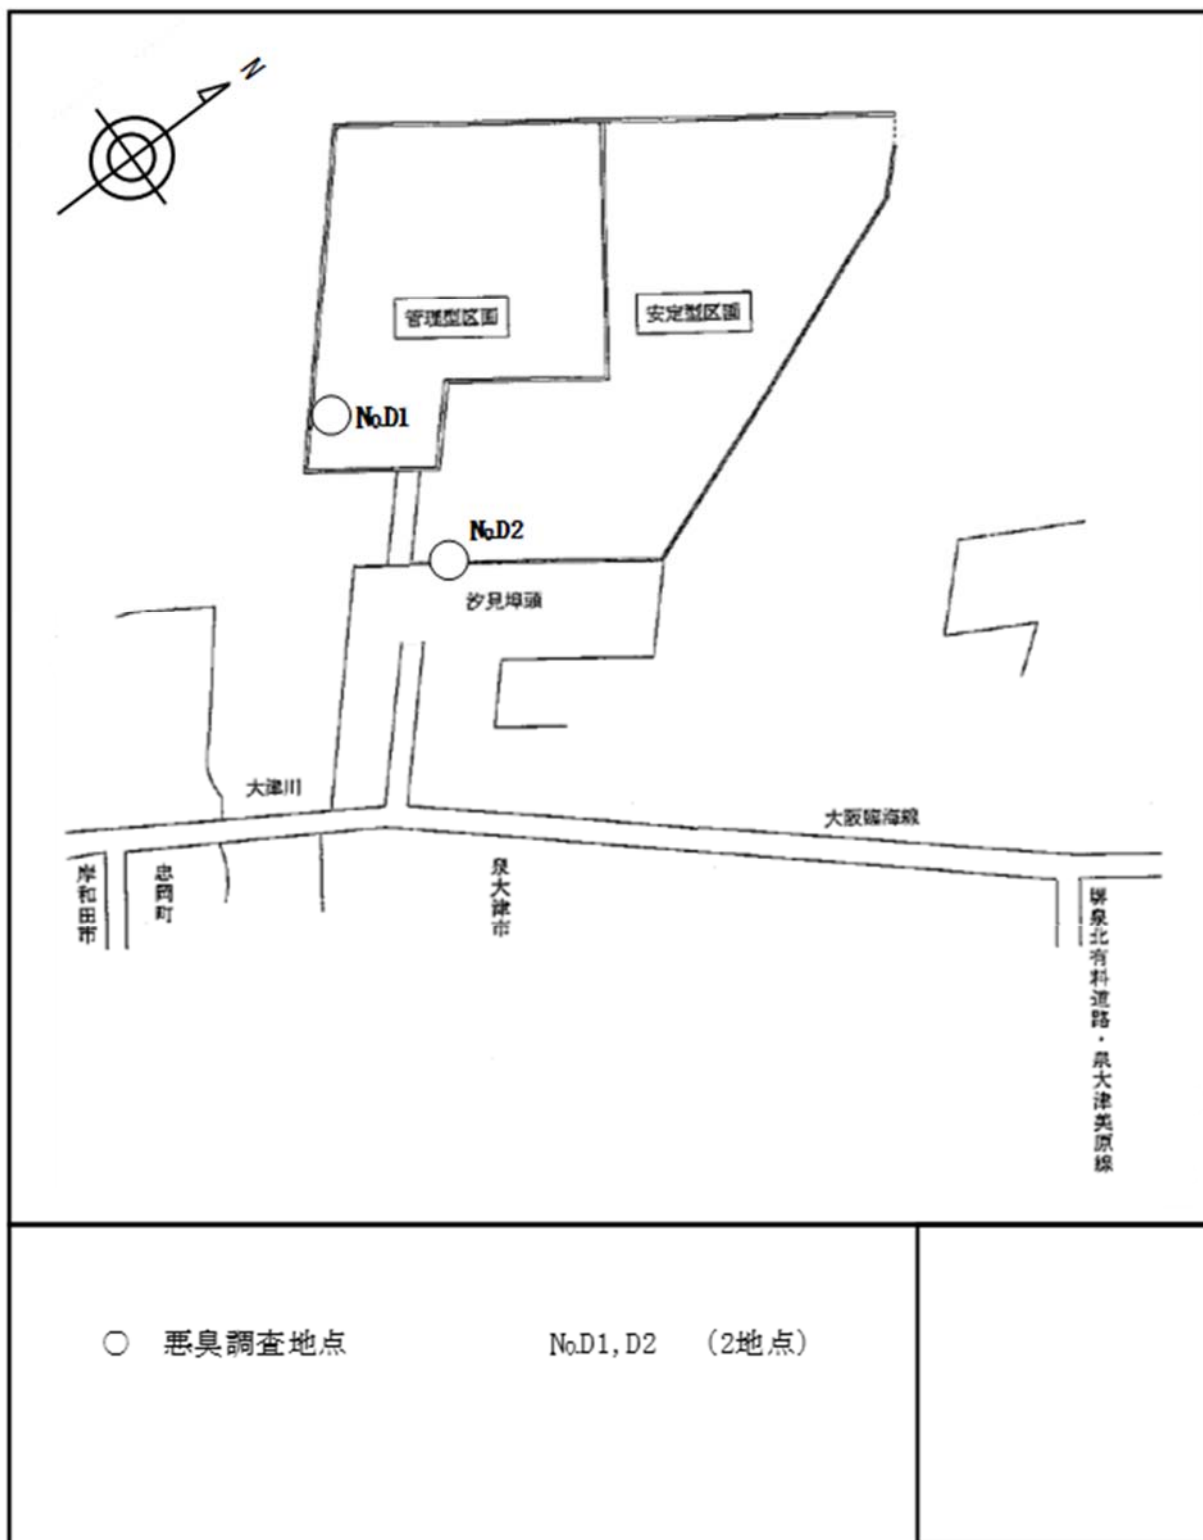 N
管理型区画
安定型区画
No.D1
No.D2
汐見埠頭
大津川
大阪臨海線
岸和田市
忠岡町
泉大津市
堺泉北有料道路・泉大津美原線
○ 悪臭調査地点 No.D1,D2 (2地点)